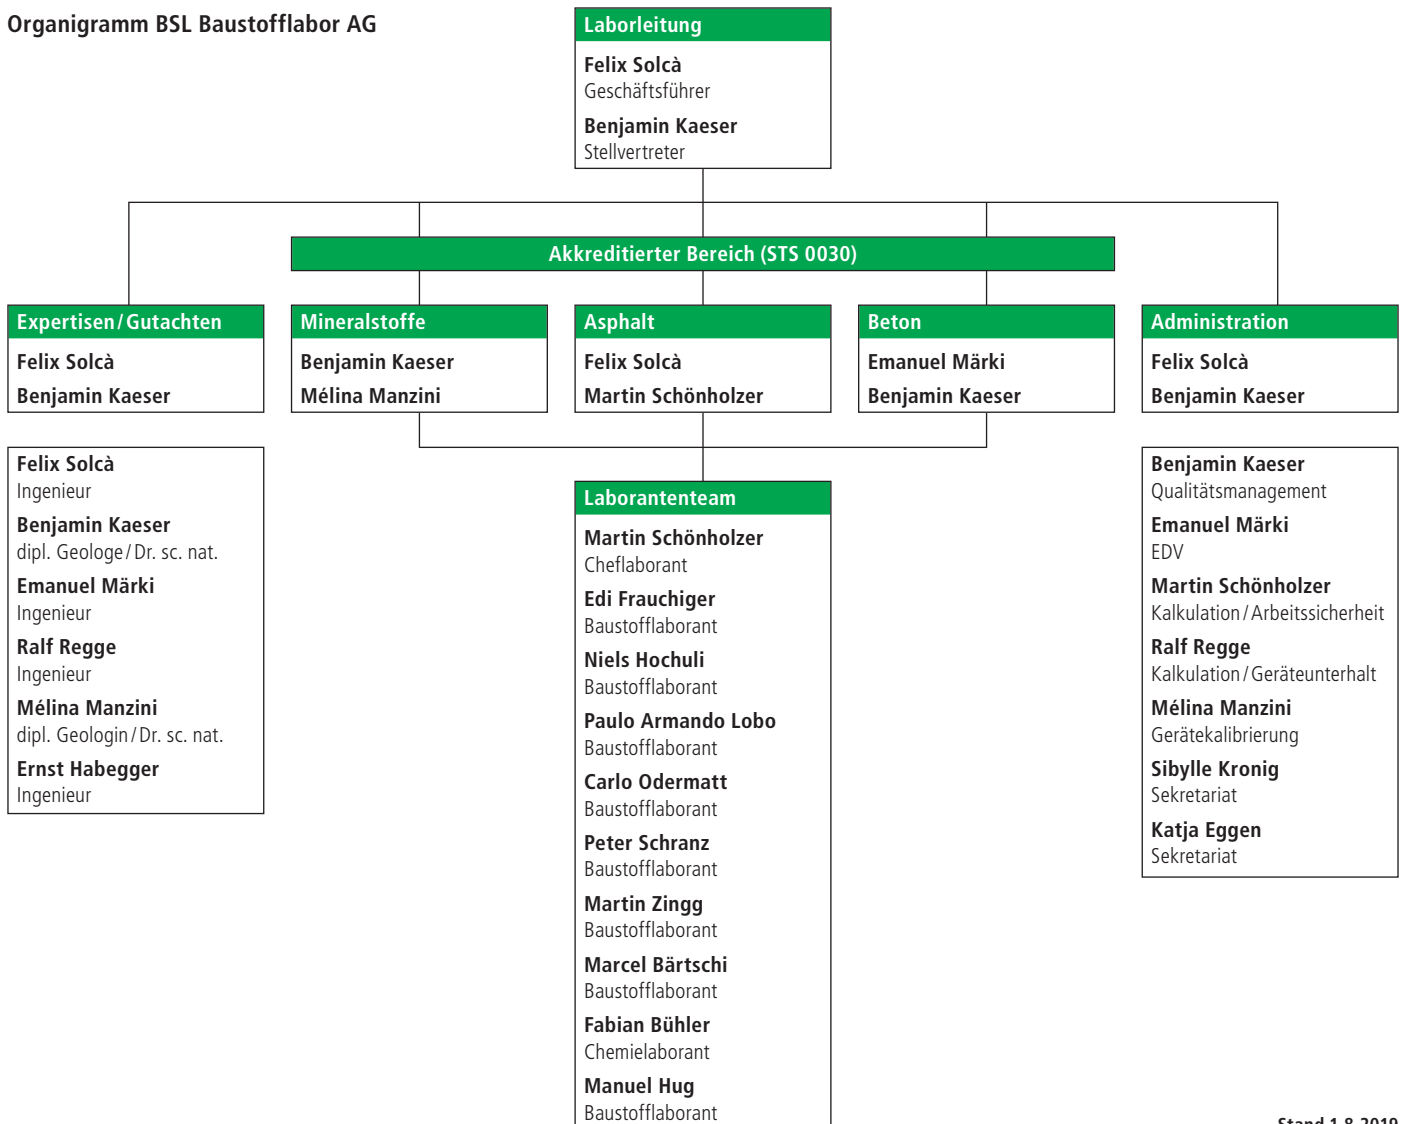 Organigramm BSL Baustofflabor AG
Laborleitung
Felix Solcà
Geschäftsführer
Benjamin Kaeser
Stellvertreter
Akkreditierter Bereich (STS 0030)
Expertisen/Gutachten
Felix Solcà
Benjamin Kaeser
Mineralstoffe
Benjamin Kaeser
Mélina Manzini
Asphalt
Felix Solcà
Martin Schönholzer
Beton
Emanuel Märki
Benjamin Kaeser
Administration
Felix Solcà
Benjamin Kaeser
Felix Solcà
Ingenieur
Benjamin Kaeser
dipl. Geologe/Dr. sc. nat.
Emanuel Märki
Ingenieur
Ralf Regge
Ingenieur
Mélina Manzini
dipl. Geologin/Dr. sc. nat.
Ernst Habegger
Ingenieur
Laborantenteam
Martin Schönholzer
Cheflaborant
Edi Frauchiger
Baustofflaborant
Niels Hochuli
Baustofflaborant
Paulo Armando Lobo
Baustofflaborant
Carlo Odermatt
Baustofflaborant
Peter Schranz
Baustofflaborant
Martin Zingg
Baustofflaborant
Marcel Bärtschi
Baustofflaborant
Fabian Bühler
Chemielaborant
Manuel Hug
Baustofflaborant
Benjamin Kaeser
Qualitätsmanagement
Emanuel Märki
EDV
Martin Schönholzer
Kalkulation/Arbeitssicherheit
Ralf Regge
Kalkulation/Geräteunterhalt
Mélina Manzini
Gerätekalibrierung
Sibylle Kronig
Sekretariat
Katja Eggen
Sekretariat
Stand 1.8.2019